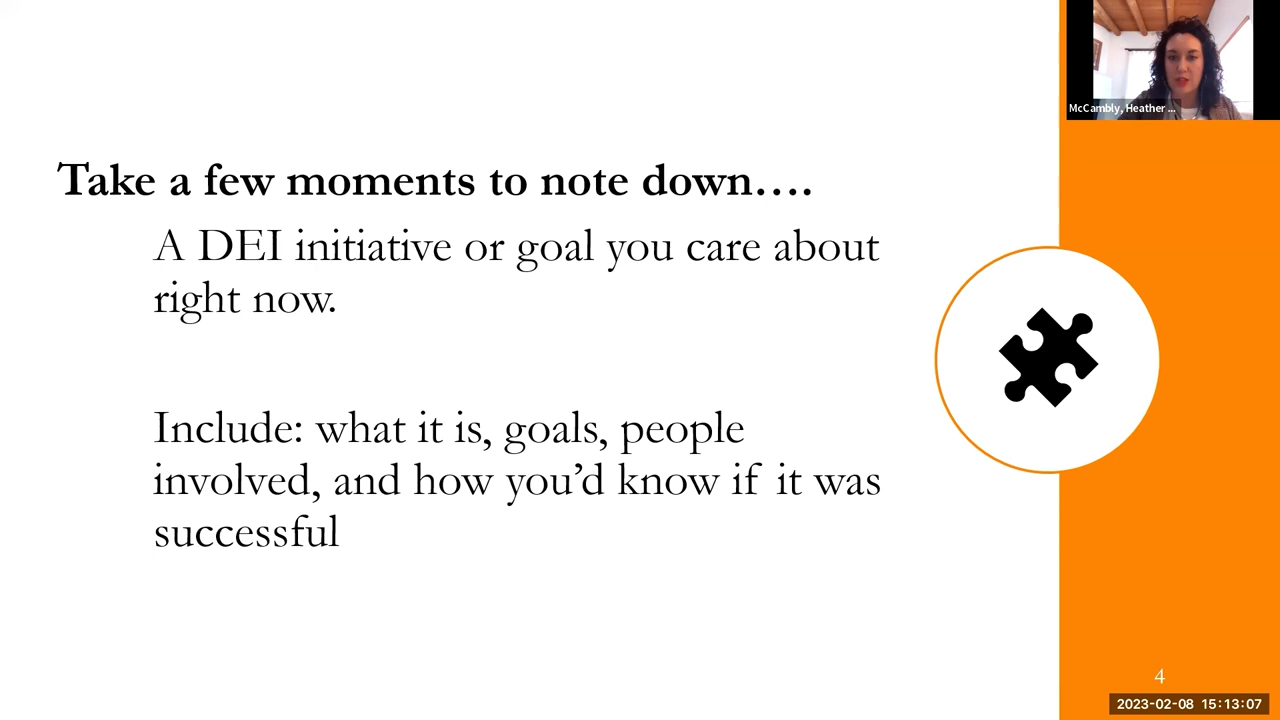 McCambly, Heather ...
Take a few moments to note down....
A DEI initiative or goal you care about
right now.
Include: what it is, goals, people
involved, and how you’d know if it was
successful
4
2023-02-08 15:13:07